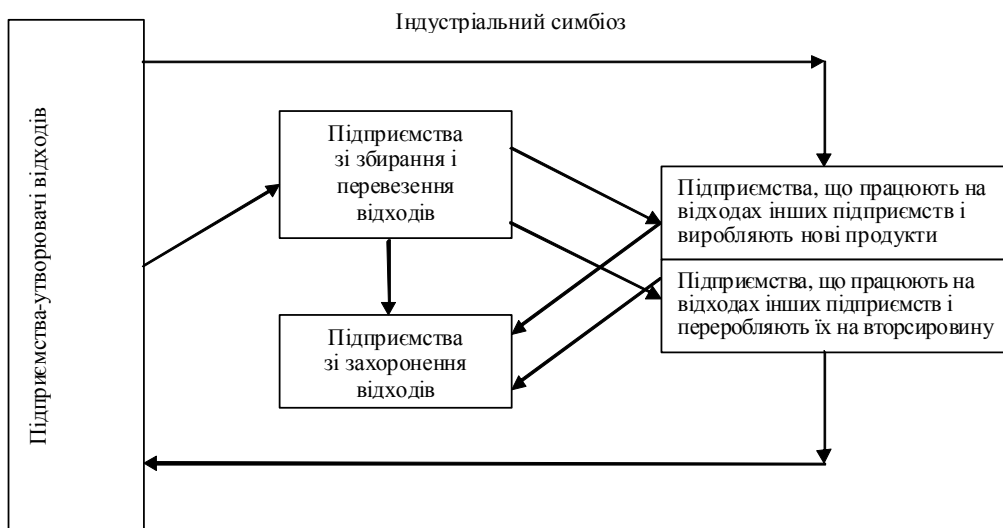 Індустріальний симбіоз
Підприємства-утворювачі відходів
Підприємства
зі збирання і
перевезення
відходів
Підприємства, що працюють на
відходах інших підприємств і
виробляють нові продукти
Підприємства, що працюють на
відходах інших підприємств і
переробляють їх на вторсировину
Підприємства
зі захоронення
відходів